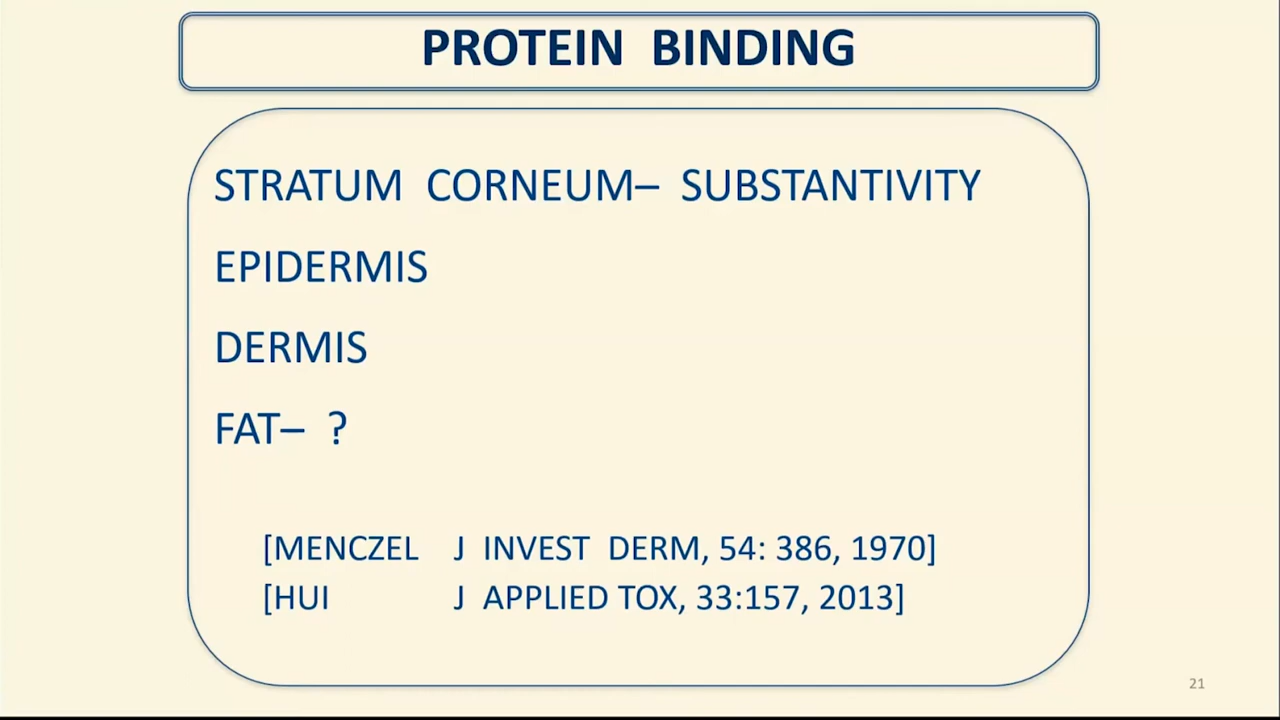 PROTEIN BINDING
STRATUM CORNEUM– SUBSTANTIVITY
EPIDERMIS
DERMIS
FAT– ?
[MENCZEL J INVEST DERM, 54: 386, 1970]
[HUI J APPLIED TOX, 33:157, 2013]
21